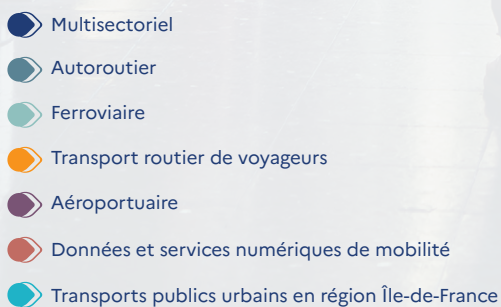 Multisectoriel
Autoroutier
Ferroviaire
Transport routier de voyageurs
Aéroportuaire
Données et services numériques de mobilité
Transports publics urbains en région Île-de-France